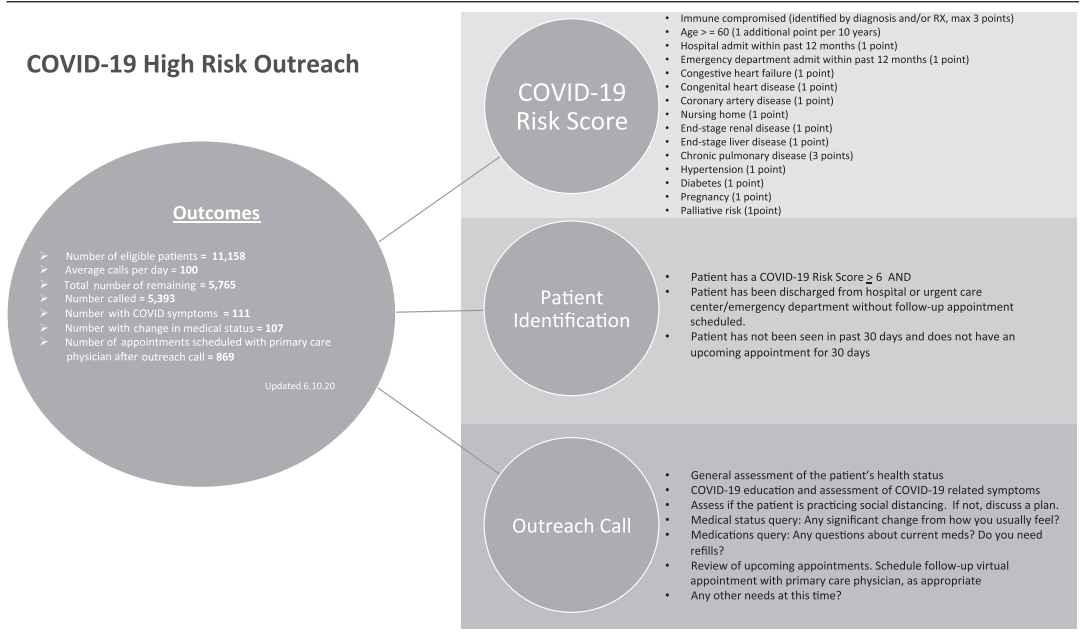 COVID-19 High Risk Outreach
Outcomes
➢ Number of eligible patients = 11,158
➢ Average calls per day = 100
➢ Total number of remaining = 5,765
➢ Number called = 5,393
➢ Number with COVID symptoms = 111
➢ Number with change in medical status = 107
➢ Number of appointments scheduled with primary care
physician after outreach call = 869
Updated 6.10.20
COVID-19
Risk Score
• Immune compromised (identified by diagnosis and/or RX, max 3 points)
• Age > = 60 (1 additional point per 10 years)
• Hospital admit within past 12 months (1 point)
• Emergency department admit within past 12 months (1 point)
• Congestive heart failure (1 point)
• Congenital heart disease (1 point)
• Coronary artery disease (1 point)
• Nursing home (1 point)
• End-stage renal disease (1 point)
• End-stage liver disease (1 point)
• Chronic pulmonary disease (3 points)
• Hypertension (1 point)
• Diabetes (1 point)
• Pregnancy (1 point)
• Palliative risk (1point)
Patient
Identification
• Patient has a COVID-19 Risk Score > 6 AND
• Patient has been discharged from hospital or urgent care
center/emergency department without follow-up appointment
scheduled.
• Patient has not been seen in past 30 days and does not have an
upcoming appointment for 30 days
Outreach Call
• General assessment of the patient's health status
• COVID-19 education and assessment of COVID-19 related symptoms
• Assess if the patient is practicing social distancing. If not, discuss a plan.
• Medical status query: Any significant change from how you usually feel?
• Medications query: Any questions about current meds? Do you need
refills?
• Review of upcoming appointments. Schedule follow-up virtual
appointment with primary care physician, as appropriate
• Any other needs at this time?